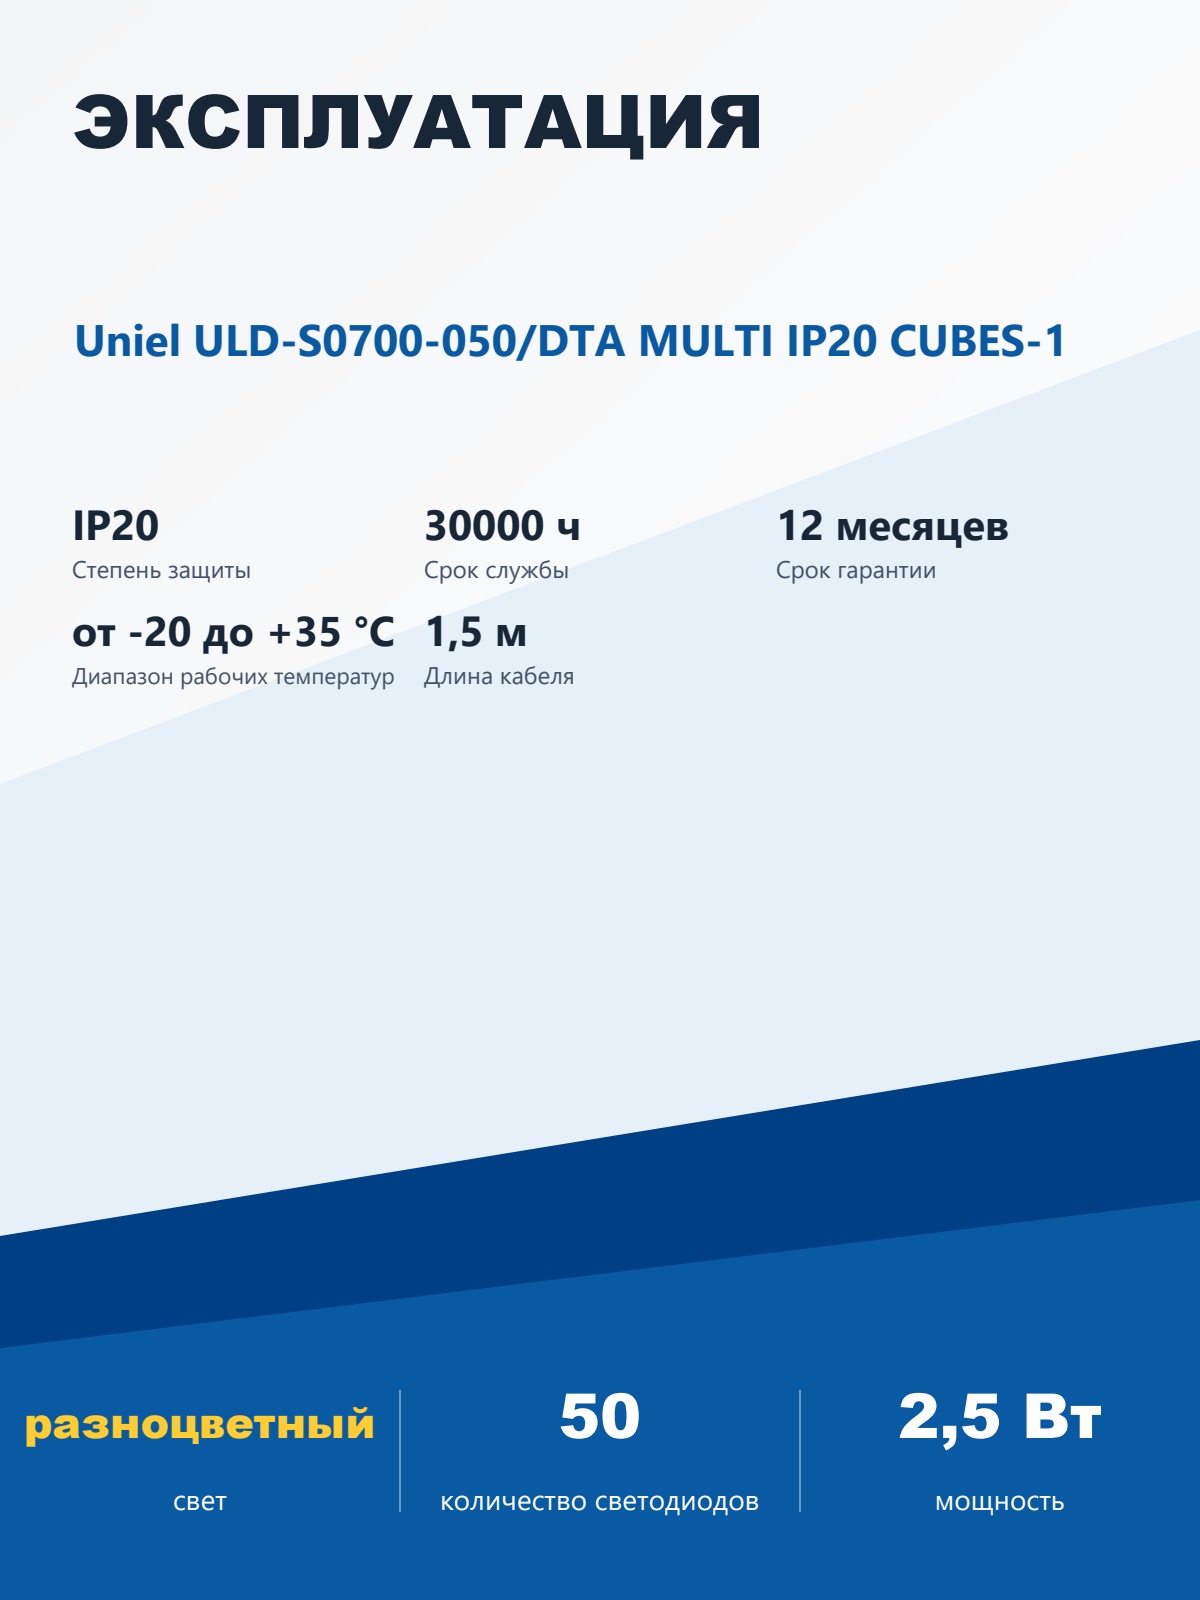 ЭКСПЛУАТАЦИЯ
Uniel ULD-S0700-050/DTA MULTI IP20 CUBES-1
IP20
Степень защиты
30000 ч
Срок службы
12 месяцев
Срок гарантии
от -20 до +35 °C
Диапазон рабочих температур
1,5 м
Длина кабеля
разноцветный
свет
50
количество светодиодов
2,5 Вт
мощность